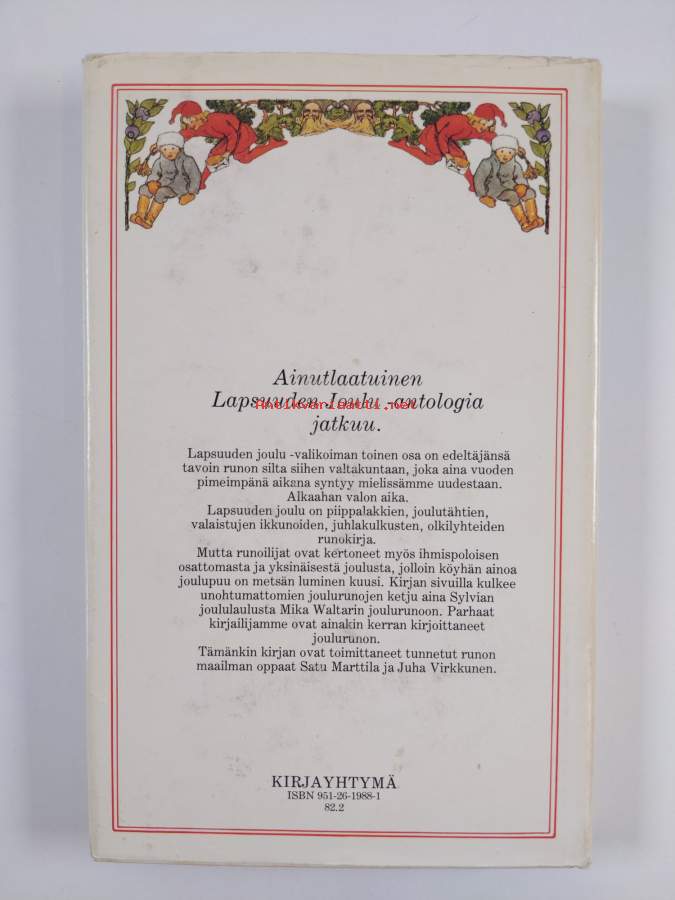 Ainutlaatuinen
Lapsuuden Joulu -antologia
Antikvariaatti.net
jatkuu.
Lapsuuden joulu -valikoiman toinen osa on edeltäjänsä
tavoin runon silta siihen valtakuntaan, joka aina vuoden
pimeimpänä aikana syntyy mielissämme uudestaan.
Alkaahan valon aika.
Lapsuuden joulu on piippalakkien, joulutähtien,
valaistujen ikkunoiden, juhlakulkusten, olkilyhteiden
runokirja.
Mutta runoilijat ovat kertoneet myös ihmispoloisen
osattomasta ja yksinäisestä joulusta, jolloin köyhän ainoa
joulupuu on metsän luminen kuusi. Kirjan sivuilla kulkee
unohtumattomien joulurunojen ketju aina Sylvian
joululaulusta Mika Waltarin joulurunoon. Parhaat
kirjailijamme ovat ainakin kerran kirjoittaneet
joulurunon.
Tämänkin kirjan ovat toimittaneet tunnetut runon
maailman oppaat Satu Marttila ja Juha Virkkunen.
KIRJAYHTYMÄ
ISBN 951-26-1988-1
82.2